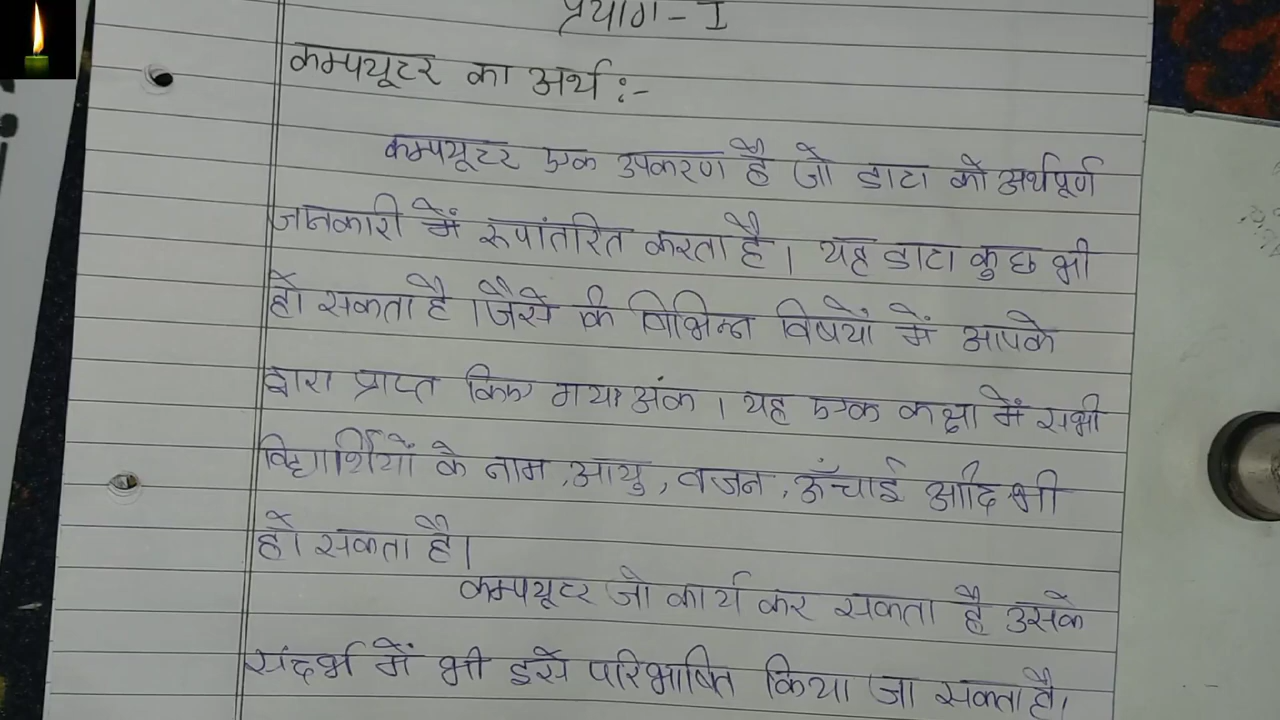 प्रयोग - I
कम्पयूटर का अर्थ :-
कम्पयूटर एक उपकरण है जो डाटा को अर्थपूर्ण
जानकारी में रूपांतरित करता है। यह डाटा कुछ भी
हो सकता है। जैसे कि विभिन्न विषयों में आपके
द्वारा प्राप्त किए गया अंक । यह एक कक्षा में सभी
विद्यार्थियों के नाम, आयु, वजन, ऊँचाई आदि भी
हो सकता है।
कम्पयूटर जो कार्य कर सकता है उसके
संदर्भ में भी इसे परिभाषित किया जा सकता है।